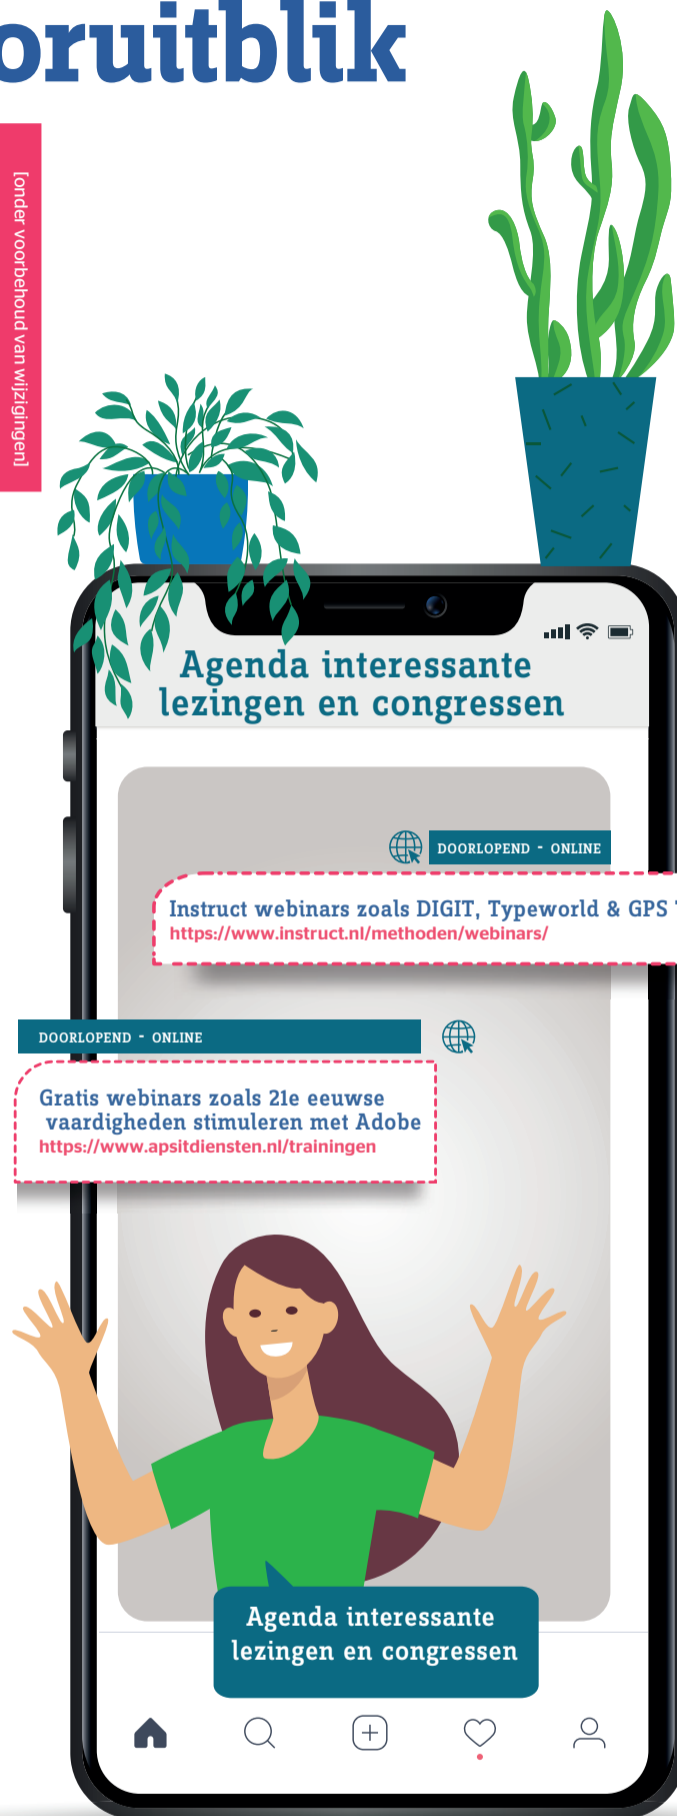 oruitblik
[onder voorbehoud van wijzigingen]
Agenda interessante
lezingen en congressen
DOORLOPEND - ONLINE
Instruct webinars zoals DIGIT, Typeworld & GPS
https://www.instruct.nl/methoden/webinars/
DOORLOPEND - ONLINE
Gratis webinars zoals 21e eeuwse
vaardigheden stimuleren met Adobe
https://www.apsitdiensten.nl/trainingen
Agenda interessante
lezingen en congressen